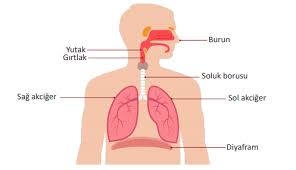 Burun
Yutak
Gırtlak
Soluk borusu
Sağ akciğer
Sol akciğer
Diyafram